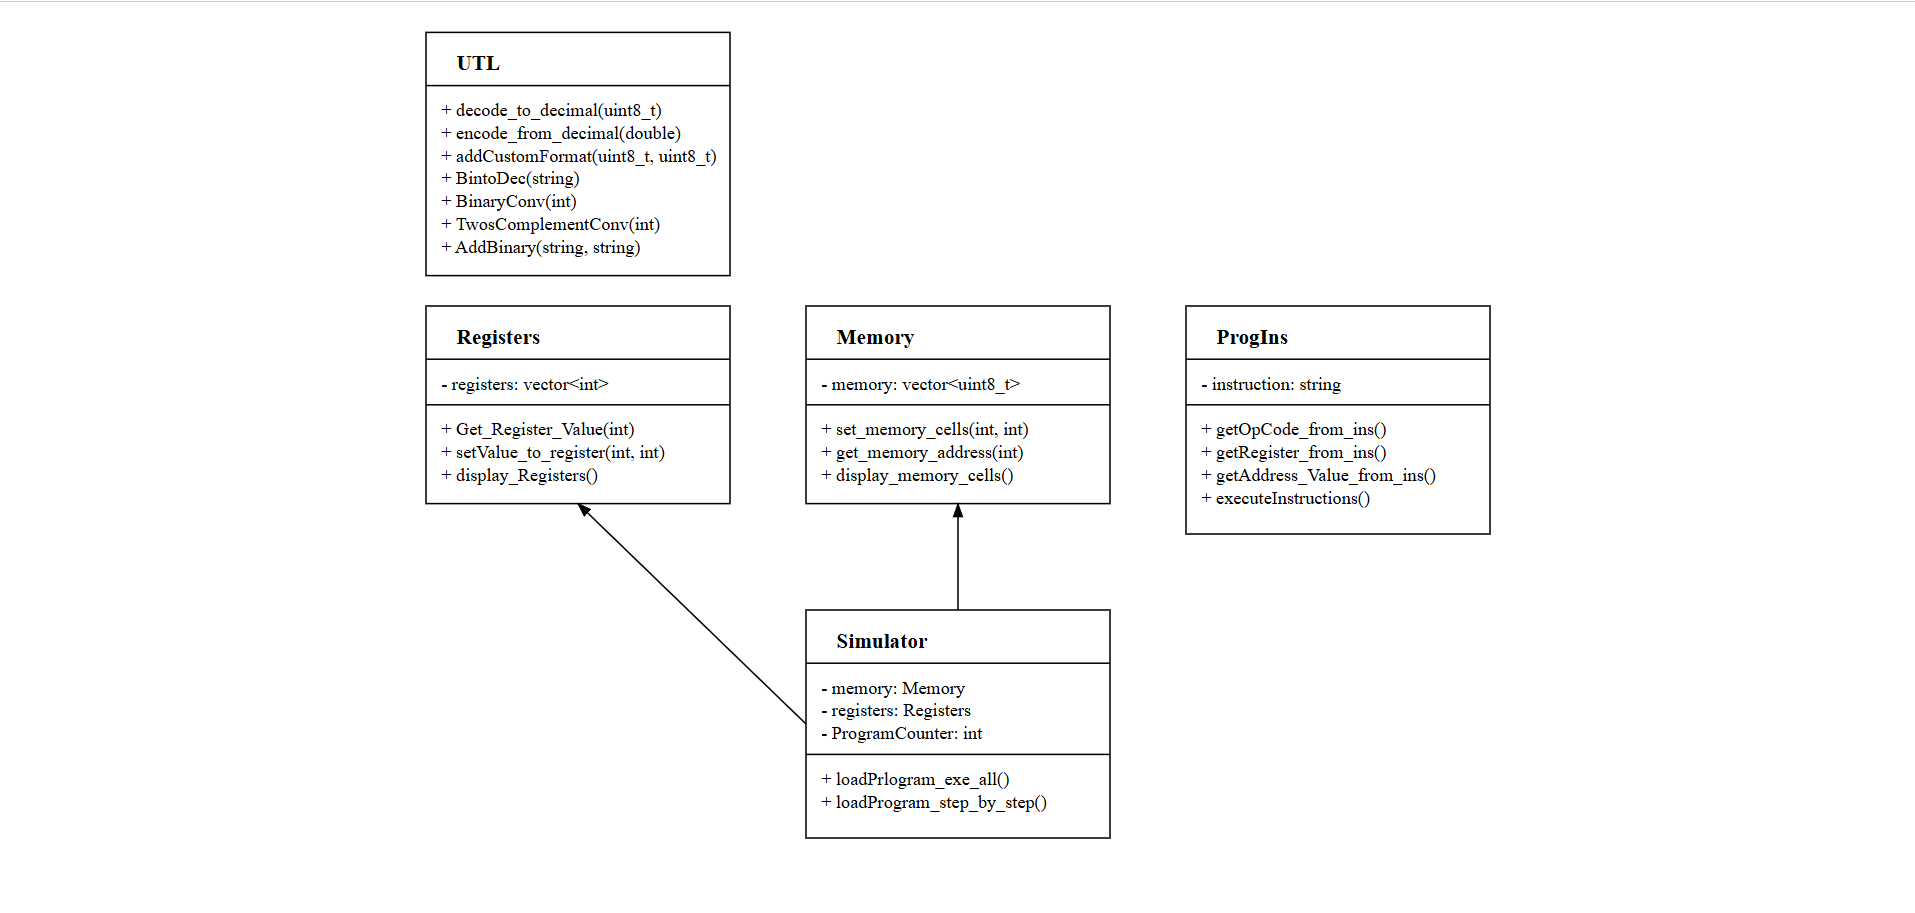 UTL
+ decode_to_decimal(uint8_t)
+ encode_from_decimal(double)
+ addCustomFormat(uint8_t, uint8_t)
+ BintoDec(string)
+ BinaryConv(int)
+ TwosComplementConv(int)
+ AddBinary(string, string)
Registers
- registers: vector<int>
+ Get_Register_Value(int)
+ setValue_to_register(int, int)
+ display_Registers()
Memory
- memory: vector<uint8_t>
+ set_memory_cells(int, int)
+ get_memory_address(int)
+ display_memory_cells()
ProgIns
- instruction: string
+ getOpCode_from_ins()
+ getRegister_from_ins()
+ getAddress_Value_from_ins()
+ executeInstructions()
Simulator
- memory: Memory
- registers: Registers
- ProgramCounter: int
+ loadPrlogram_exe_all()
+ loadProgram_step_by_step()